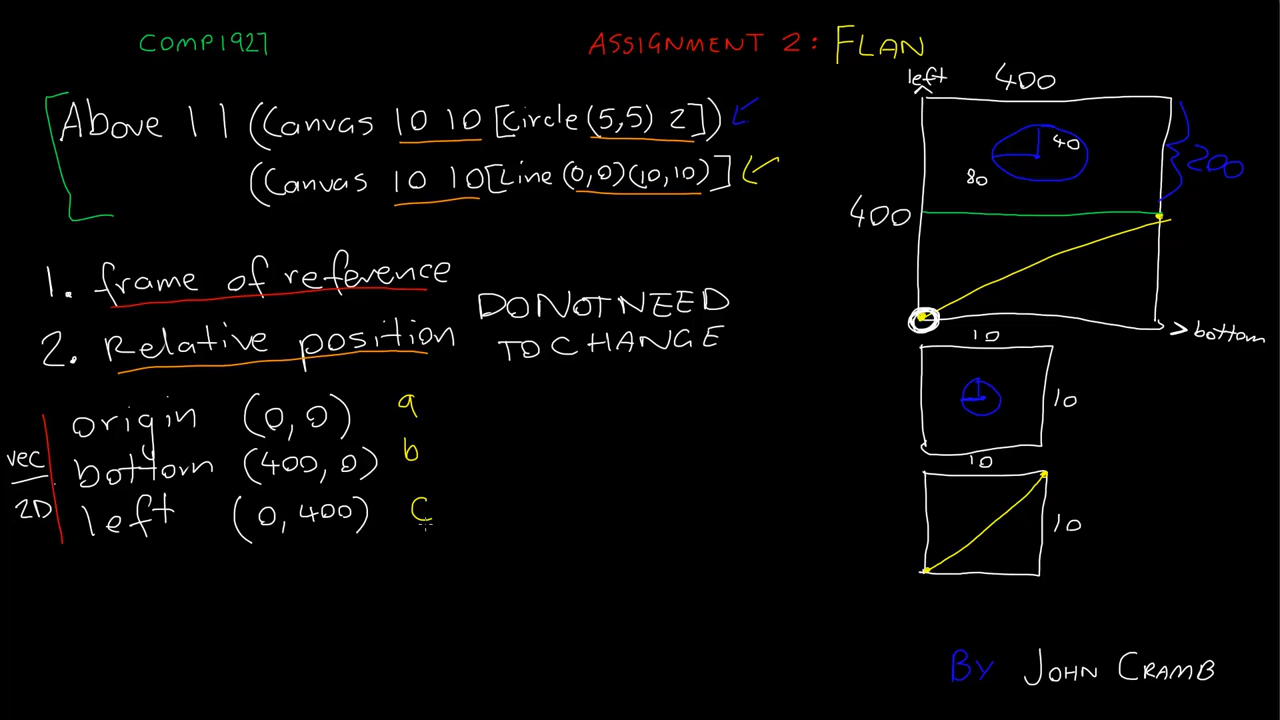 COMP1927
ASSIGNMENT 2: FLAN
Above 1 1 (Canvas 10 10 [Circle (5,5) 2])
(Canvas 10 10 [Line (0,0)(10,10)]
1. frame of reference
2. Relative position
DO NOT NEED
TO CHANGE
vec
2D
origin (0,0) a
bottom (400,0) b
left (0,400) c
left
400
40
80
200
400
bottom
10
10
10
10
BY JOHN CRAMB